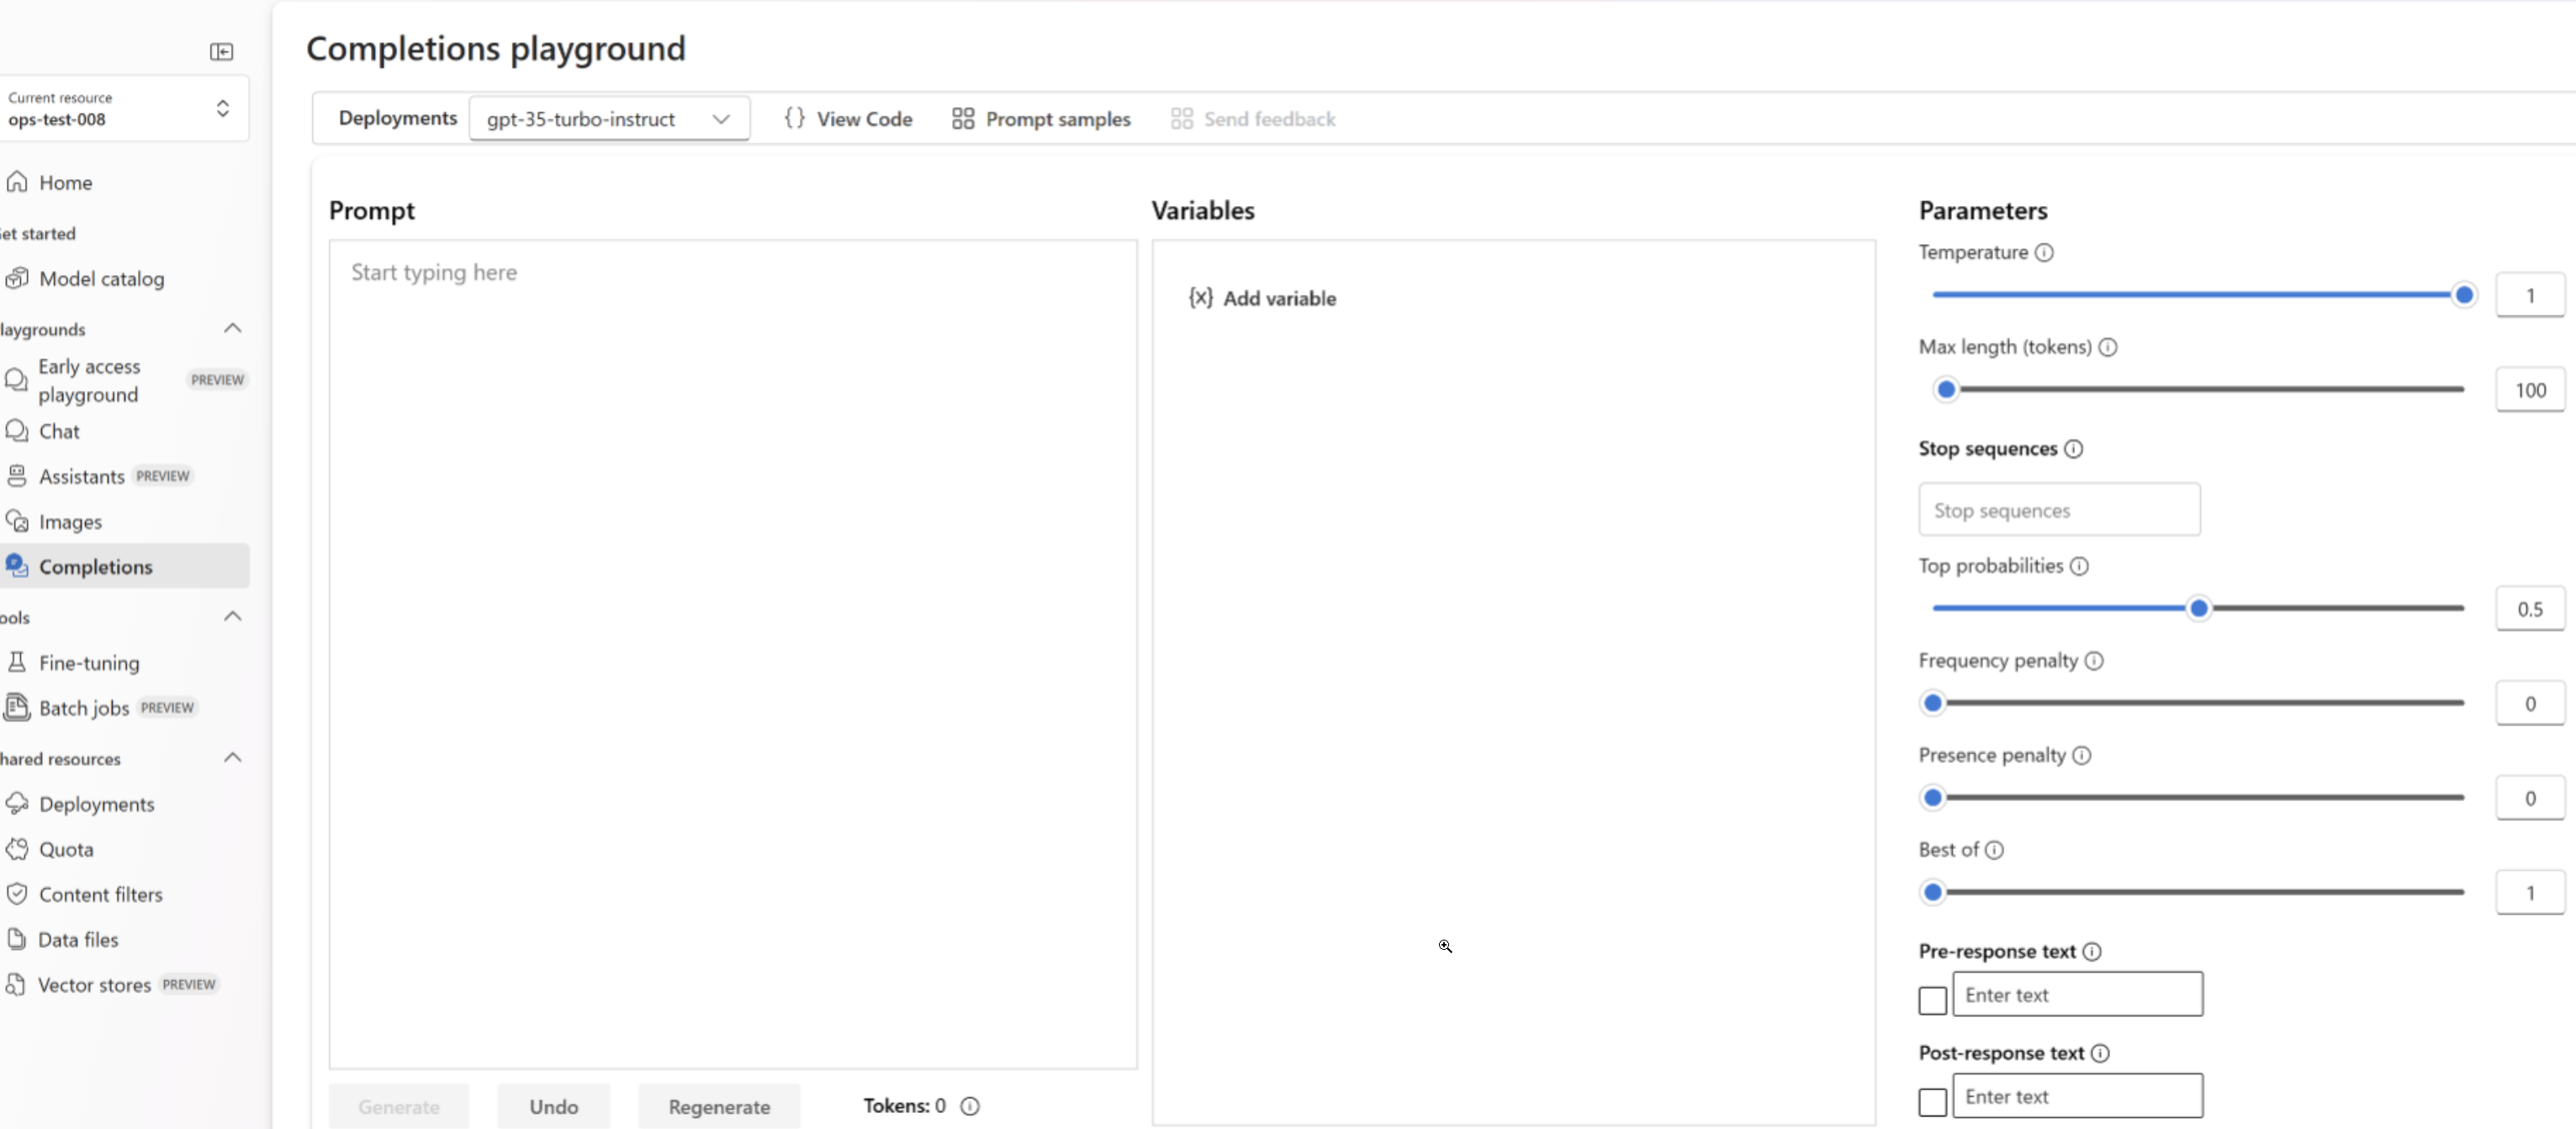 Completions playground
Current resource
ops-test-008
Home
et started
Model catalog
laygrounds
Early access
playground PREVIEW
Chat
Assistants PREVIEW
Images
Completions
ools
Fine-tuning
Batch jobs PREVIEW
hared resources
Deployments
Quota
Content filters
Data files
Vector stores PREVIEW
Deployments gpt-35-turbo-instruct {} View Code Prompt samples Send feedback
Prompt
Start typing here
Generate Undo Regenerate Tokens: 0
Variables
{x} Add variable
Parameters
Temperature
1
Max length (tokens)
100
Stop sequences
Stop sequences
Top probabilities
0.5
Frequency penalty
0
Presence penalty
0
Best of
1
Pre-response text
Enter text
Post-response text
Enter text